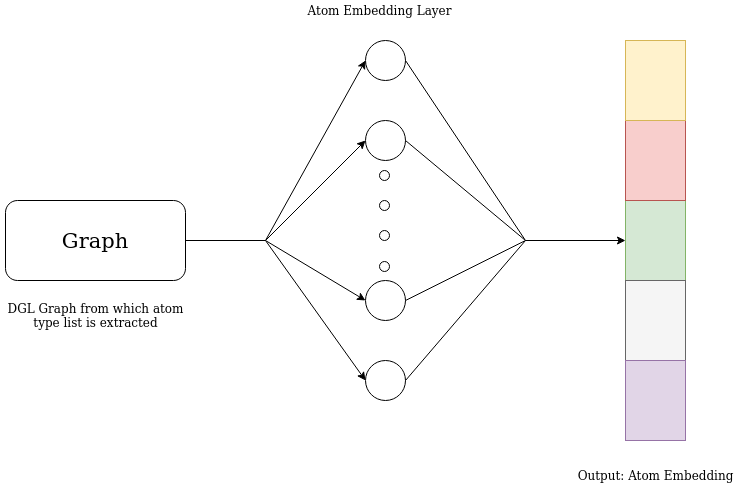 Atom Embedding Layer
Graph
DGL Graph from which atom
type list is extracted
Output: Atom Embedding